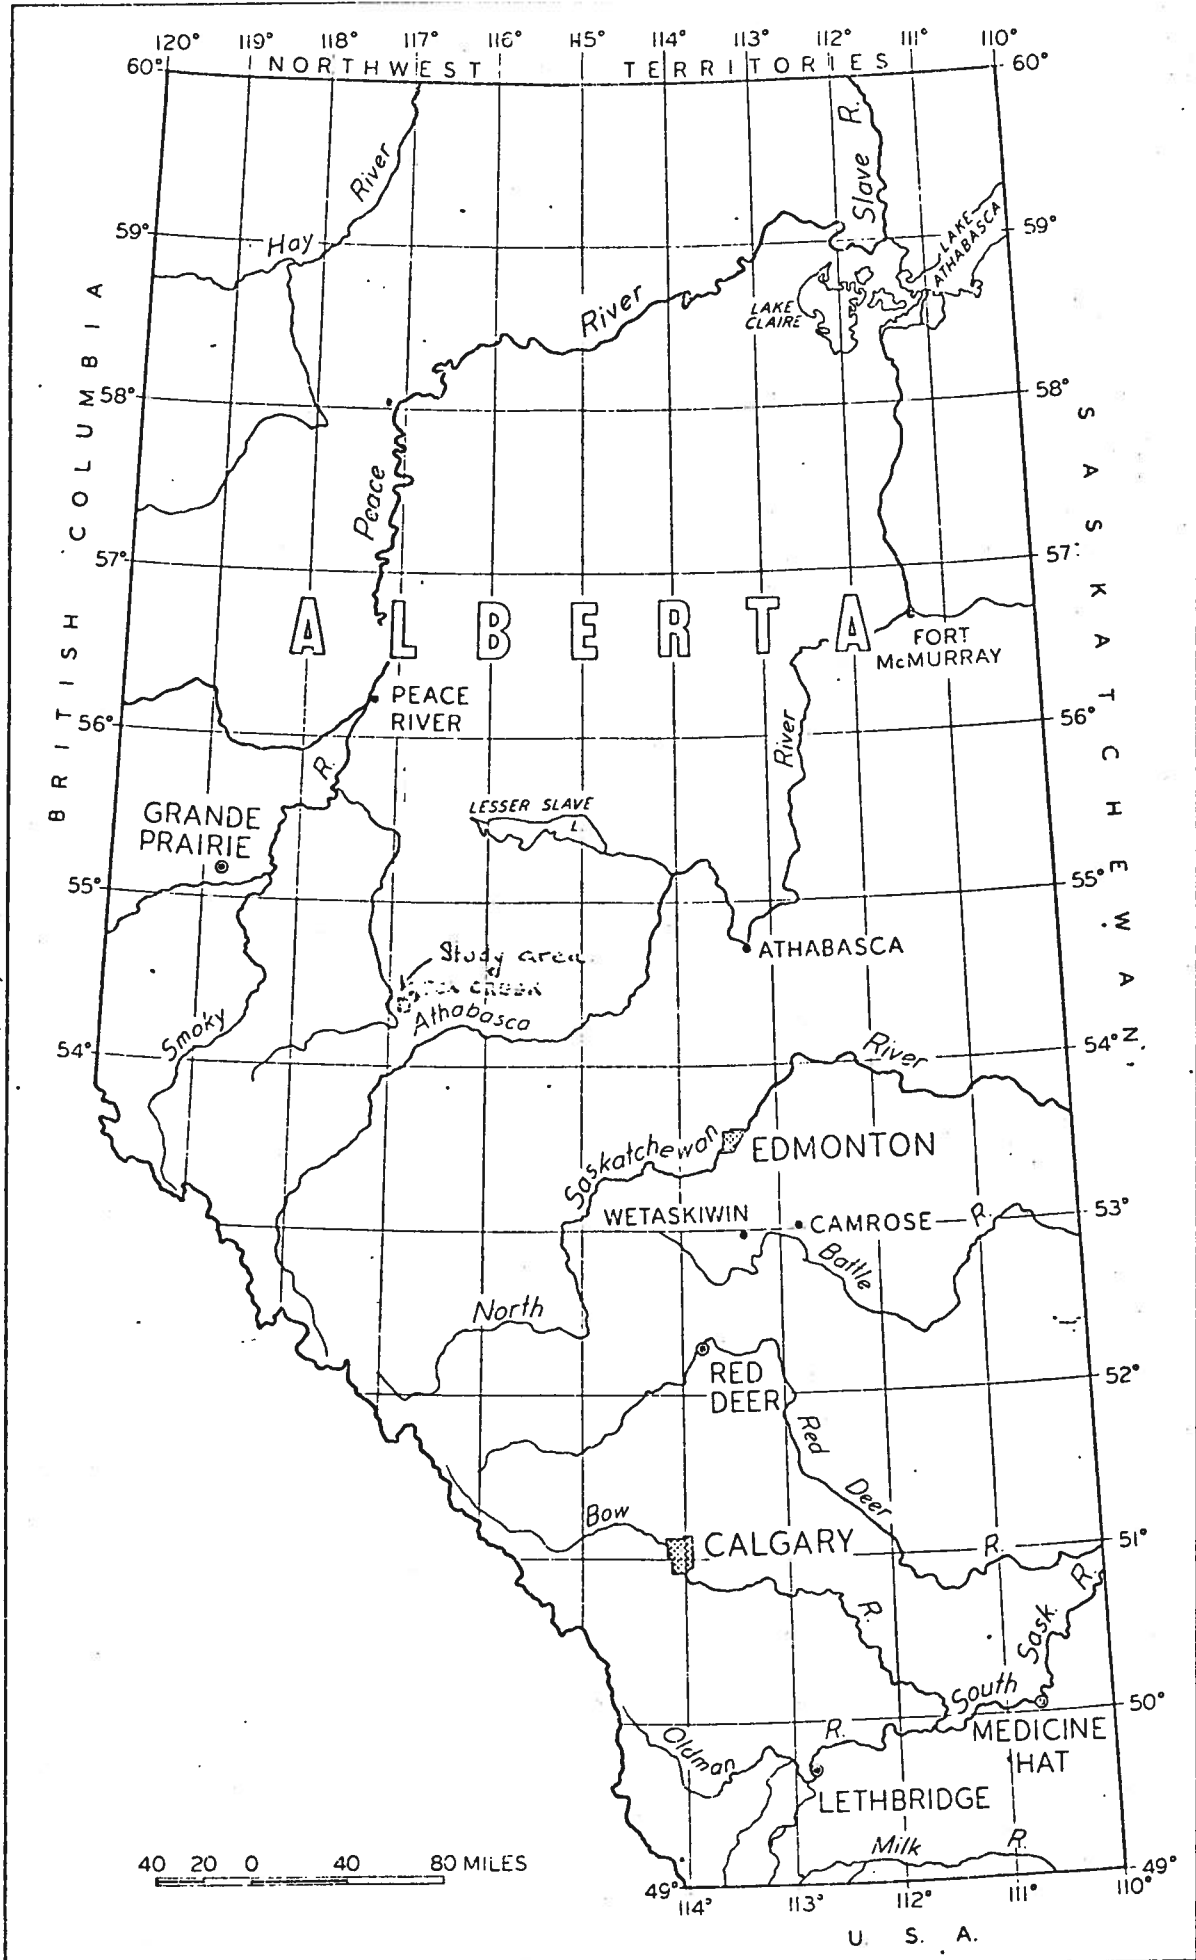 120° 119° 118° 117° 116° 115° 114° 113° 112° 111° 110°
60° NORTHWEST TERRITORIES 60°
Slave R.
Hay River
59° 59°
LAKE ATHABASCA
LAKE
CLAIRE
Peace River
58° 58°
BRITISH COLUMBIA
SASKATCHEWAN
57° 57°
ALBERTA
FORT
McMURRAY
PEACE
RIVER
56° 56°
River
R.
LESSER SLAVE
L.
GRANDE
PRAIRIE
55° 55°
ATHABASCA
Study area
CREEK
Athabasca
Smoky
54° 54°
River
Saskatchewan
EDMONTON
WETASKIWIN
CAMROSE
R.
53°
Battle
North
52°
RED
DEER
Red
Deer
R.
Bow
CALGARY
51°
R.
R.
Sask.
South
50°
MEDICINE
HAT
R.
Oldman
LETHBRIDGE
Milk R.
40 20 0 40 80 MILES
49° 49°
114° 113° 112° 111° 110°
U. S. A.